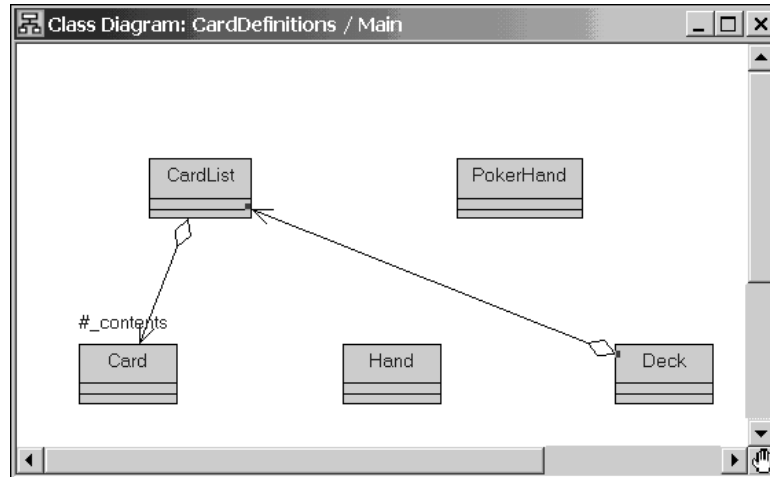 Class Diagram: CardDefinitions / Main
CardList
PokerHand
#_contents
Card
Hand
Deck